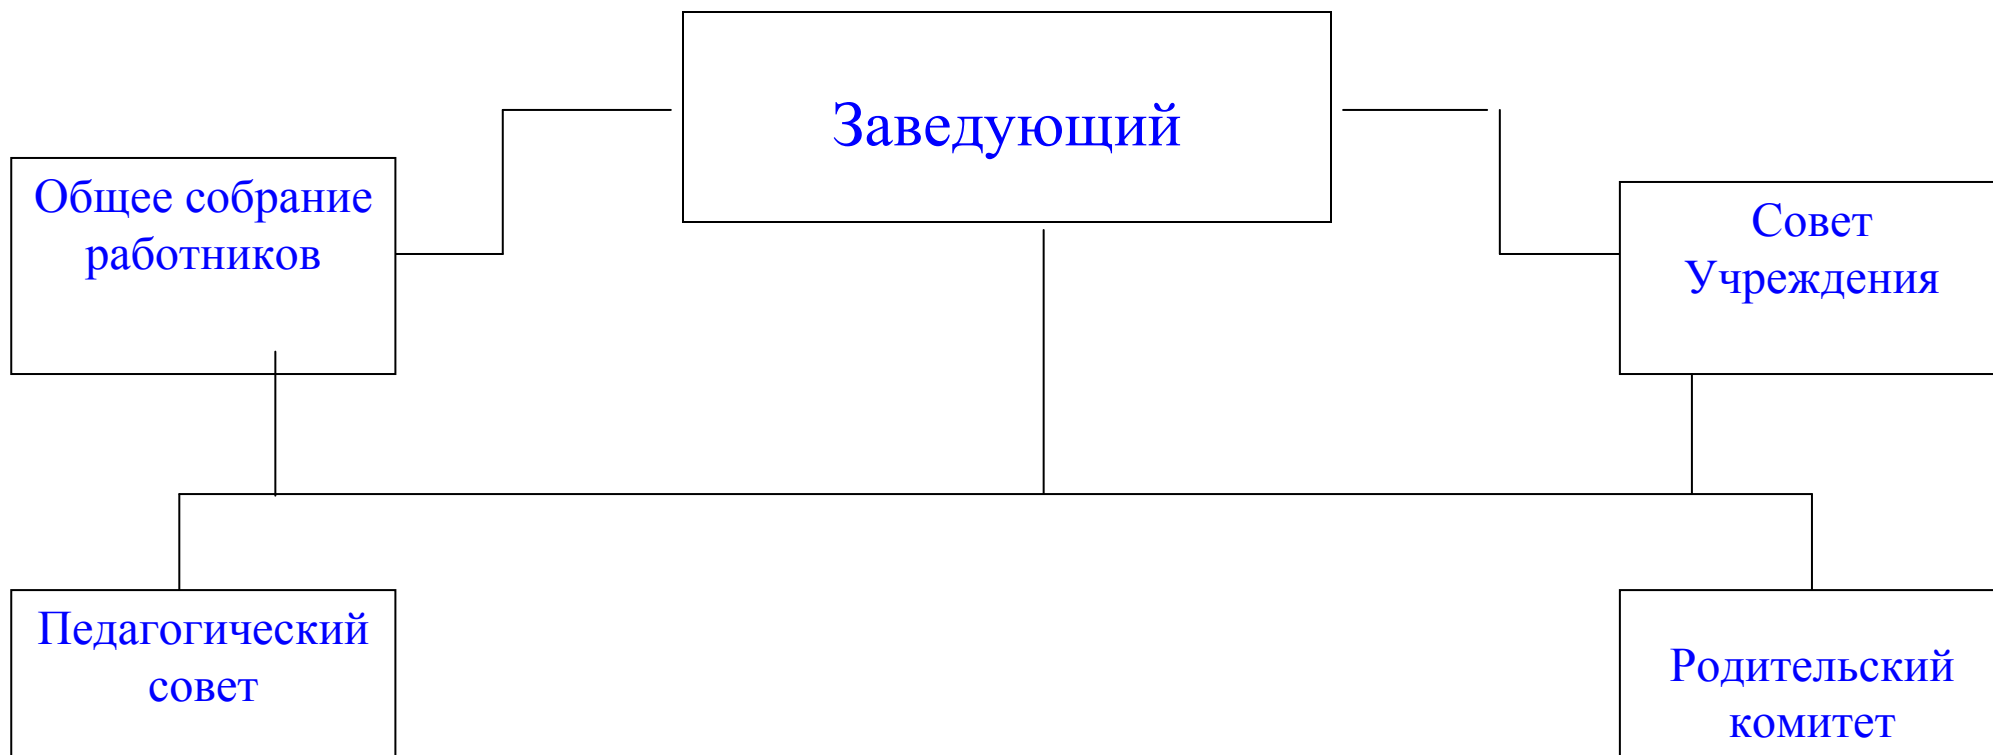 Заведующий
Общее собрание
работников
Совет
Учреждения
Педагогический
совет
Родительский
комитет